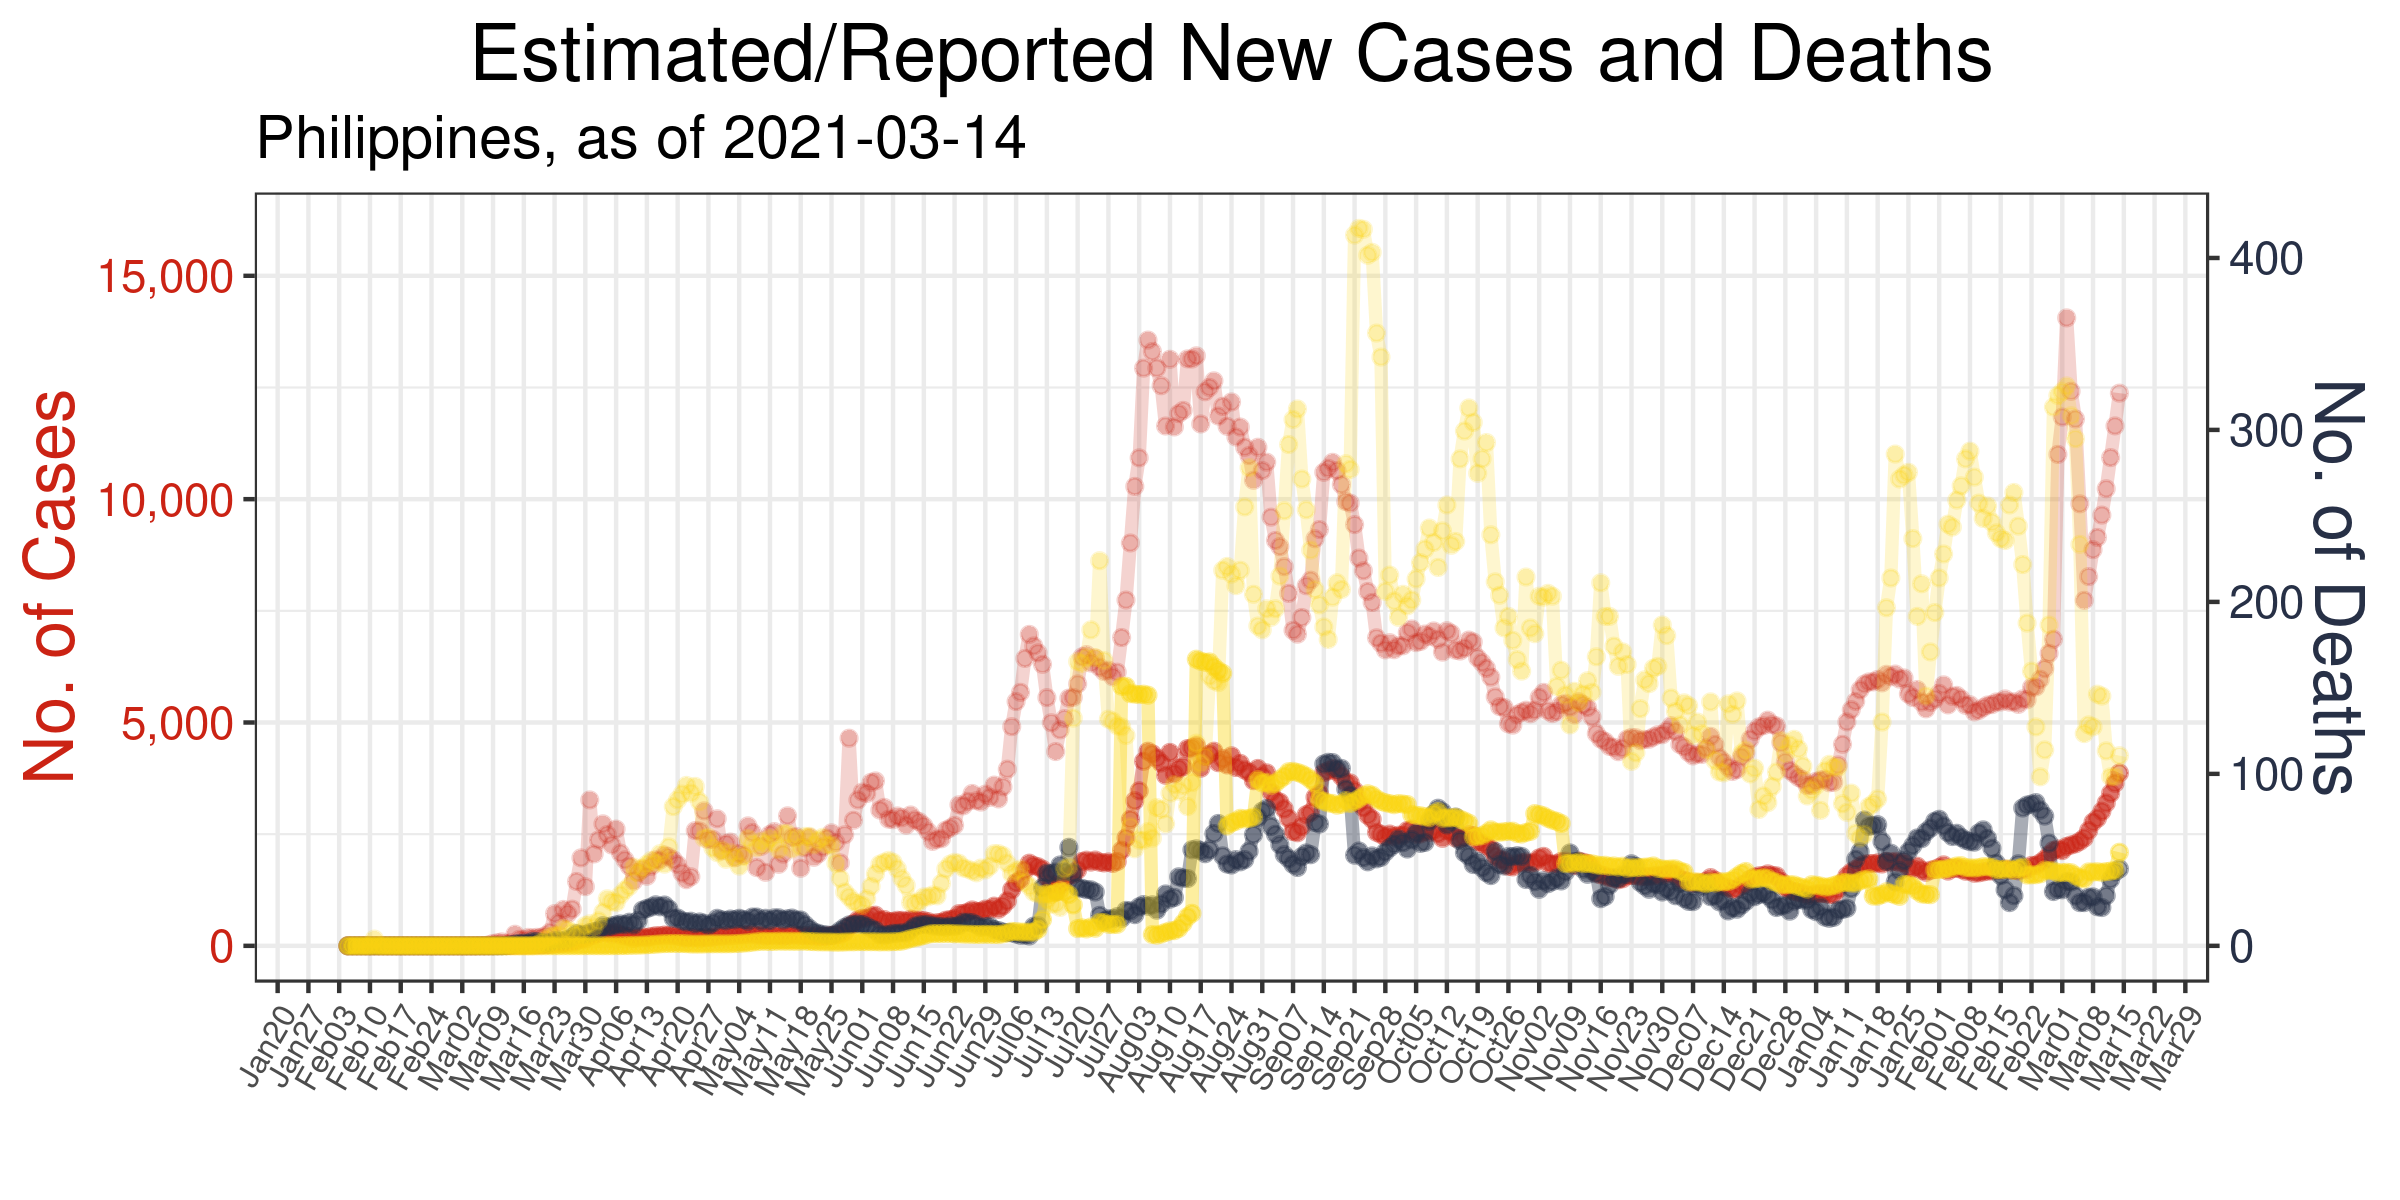 Estimated/Reported New Cases and Deaths
Philippines, as of 2021-03-14
No. of Cases
15,000
10,000
5,000
0
400
300
200
100
0
No. of Deaths
Jan20
Jan27
Feb03
Feb10
Feb17
Feb24
Mar02
Mar09
Mar16
Mar23
Mar30
Apr06
Apr13
Apr20
Apr27
May04
May11
May18
May25
Jun01
Jun08
Jun15
Jun22
Jun29
Jul06
Jul13
Jul20
Jul27
Aug03
Aug10
Aug17
Aug24
Aug31
Sep07
Sep14
Sep21
Sep28
Oct05
Oct12
Oct19
Oct26
Nov02
Nov09
Nov16
Nov23
Nov30
Dec07
Dec14
Dec21
Dec28
Jan04
Jan11
Jan18
Jan25
Feb01
Feb08
Feb15
Feb22
Mar01
Mar08
Mar15
Mar22
Mar29